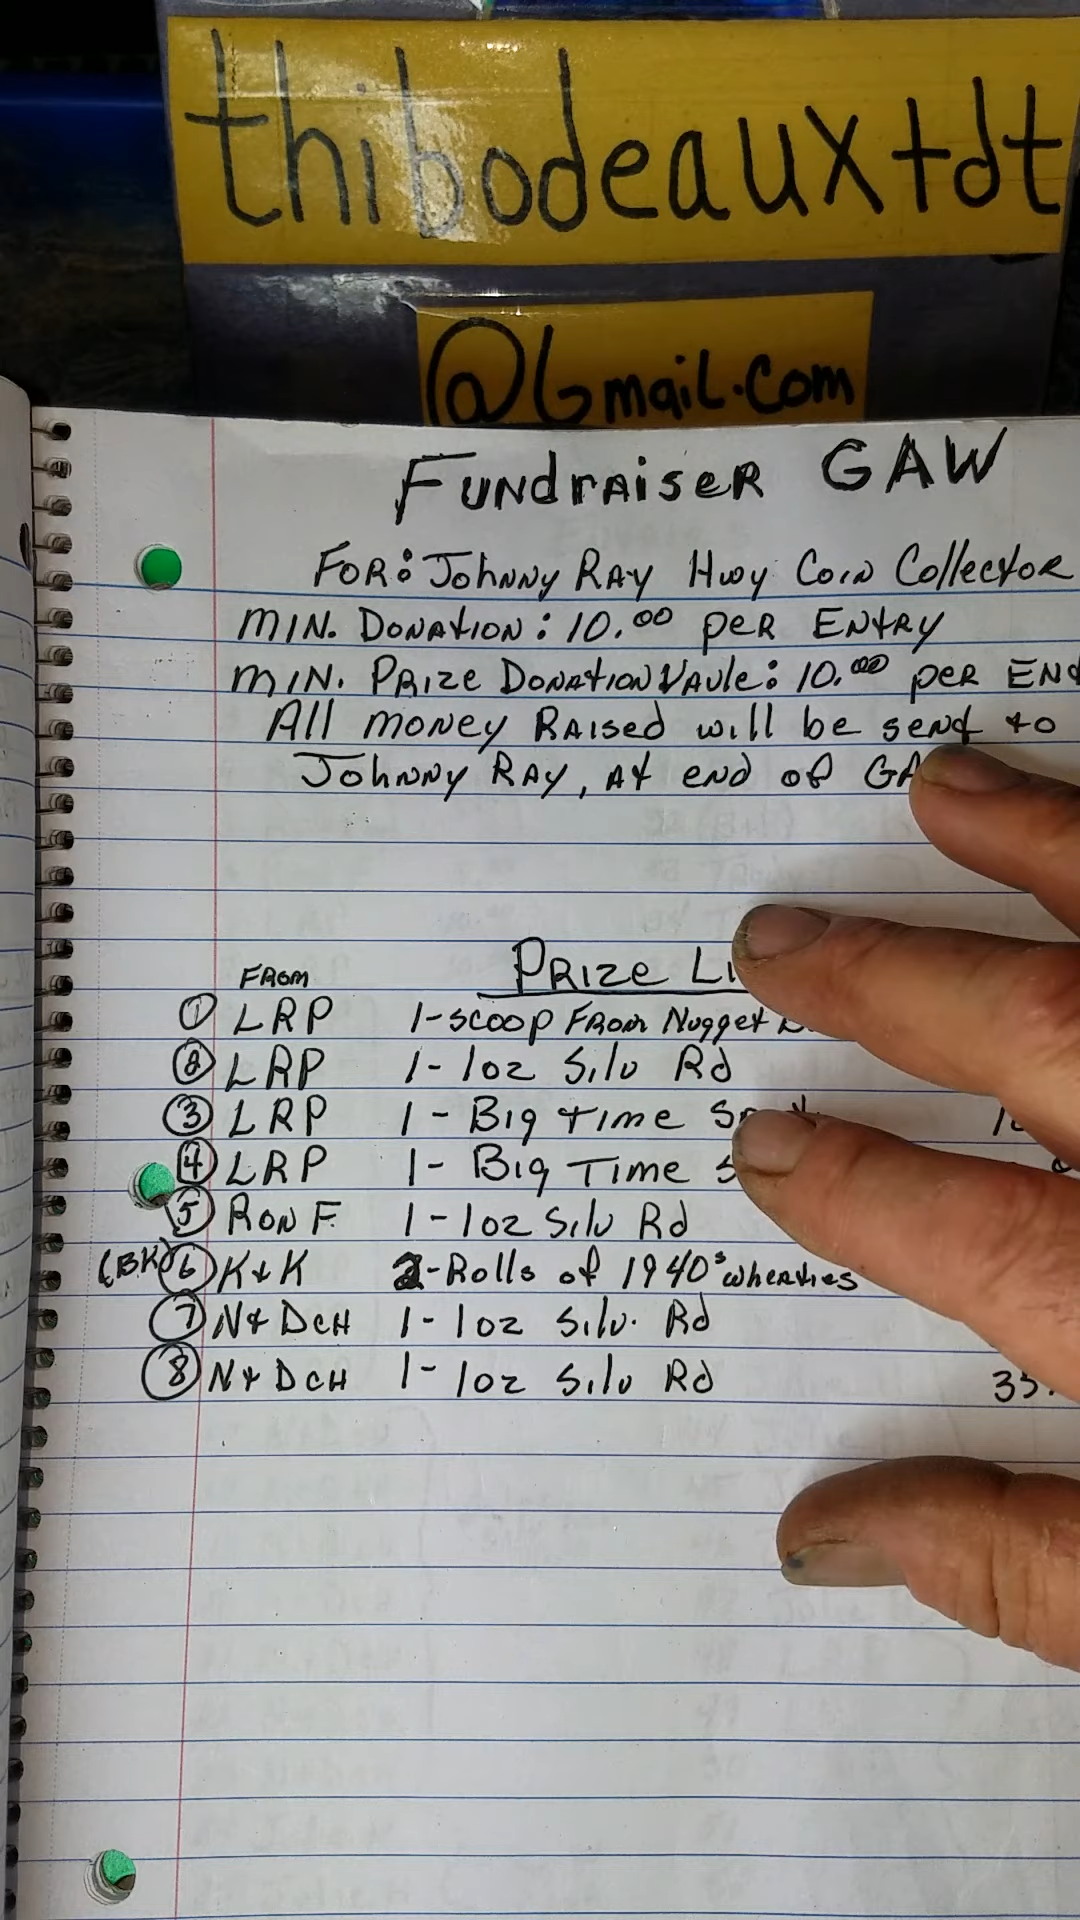 thibodeauxtdt
@Gmail.com
Fundraiser GAW
For: Johnny Ray Hwy Coin Collector
Min. Donation: 10.00 per Entry
Min. Prize Donation Vaule: 10.00 per
All money Raised will be send to
Johnny Ray, At end of
From Prize
1 LRP 1-scoop From Nugget
2 LRP 1-1oz Silv Rd
3 LRP 1-Big Time
4 LRP 1-Big Time
5 Ron F. 1-1oz Silv Rd
(BK) 6 K+K 2-Rolls of 1940s wheaties
7 N+DCH 1-1oz Silv. Rd
8 N+DCH 1-1oz Silv Rd 35.